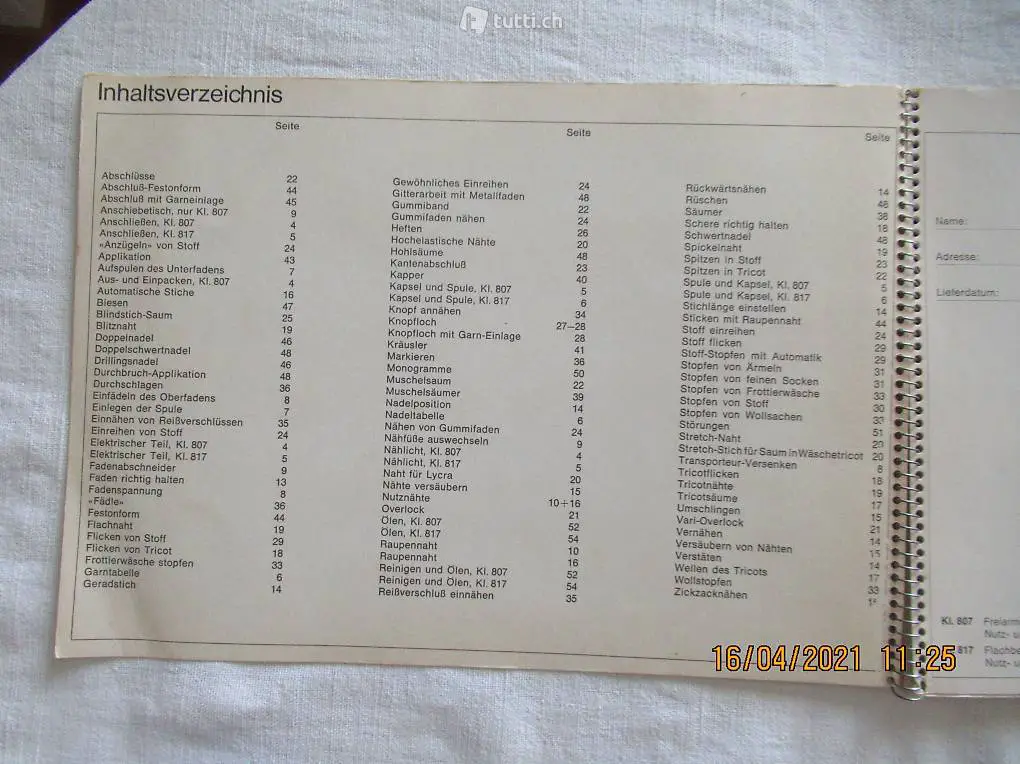 tutti.ch
Inhaltsverzeichnis
Seite
Abschlüsse 22
Abschluß-Festonform 44
Abschluß mit Garneinlage 45
Anschiebetisch, nur Kl. 807 9
Anschließen, Kl. 807 4
Anschließen, Kl. 817 5
«Anzügeln» von Stoff 24
Applikation 43
Aufspulen des Unterfadens 7
Aus- und Einpacken, Kl. 807 4
Automatische Stiche 16
Biesen 47
Blindstich-Saum 25
Blitznaht 19
Doppelnadel 46
Doppelschwertnadel 48
Drillingsnadel 46
Durchbruch-Applikation 48
Durchschlagen 36
Einfädeln des Oberfadens 8
Einlegen der Spule 7
Einnähen von Reißverschlüssen 35
Einreihen von Stoff 24
Elektrischer Teil, Kl. 807 4
Elektrischer Teil, Kl. 817 5
Fadenabschneider 9
Faden richtig halten 13
Fadenspannung 8
«Fädle» 36
Festonform 44
Flachnaht 19
Flicken von Stoff 29
Flicken von Tricot 18
Frottierwäsche stopfen 33
Garntabelle 6
Geradstich 14
Seite
Gewöhnliches Einreihen 24
Gitterarbeit mit Metallfaden 48
Gummiband 22
Gummifaden nähen 24
Heften 26
Hochelastische Nähte 20
Hohlsäume 48
Kantenabschluß 23
Kapper 40
Kapsel und Spule, Kl. 807 5
Kapsel und Spule, Kl. 817 6
Knopf annähen 34
Knopfloch 27–28
Knopfloch mit Garn-Einlage 28
Kräusler 41
Markieren 36
Monogramme 50
Muschelsaum 22
Muschelsäumer 39
Nadelposition 14
Nadeltabelle 6
Nähen von Gummifaden 24
Nähfüße auswechseln 9
Nählicht, Kl. 807 4
Nählicht, Kl. 817 5
Naht für Lycra 20
Nähte versäubern 15
Nutznähte 10+16
Overlock 21
Ölen, Kl. 807 52
Ölen, Kl. 817 54
Raupennaht 10
Raupennaht 16
Reinigen und Ölen, Kl. 807 52
Reinigen und Ölen, Kl. 817 54
Reißverschluß einnähen 35
Seite
Rückwärtsnähen 14
Rüschen 48
Säumer 38
Schere richtig halten 18
Schwertnadel 48
Spickelnaht 19
Spitzen in Stoff 23
Spitzen in Tricot 22
Spule und Kapsel, Kl. 807 5
Spule und Kapsel, Kl. 817 6
Stichlänge einstellen 14
Sticken mit Raupennaht 44
Stoff einreihen 24
Stoff flicken 29
Stoff-Stopfen mit Automatik 29
Stopfen von Ärmeln 31
Stopfen von feinen Socken 31
Stopfen von Frottierwäsche 33
Stopfen von Stoff 30
Stopfen von Wollsachen 33
Störungen 51
Stretch-Naht 20
Stretch-Stich für Saum in Wäschetricot 20
Transporteur-Versenken 8
Tricotflicken 18
Tricotnähte 19
Tricotsäume 17
Umschlingen 15
Vari-Overlock 21
Vernähen 14
Versäubern von Nähten 15
Verstäten 14
Wellen des Tricots 17
Wollstopfen 33
Zickzacknähen
Name:
Adresse:
Lieferdatum:
Kl. 807 Freiarm
Nutz- u
817 Flachbe
Nutz- u
16/04/2021 11:25